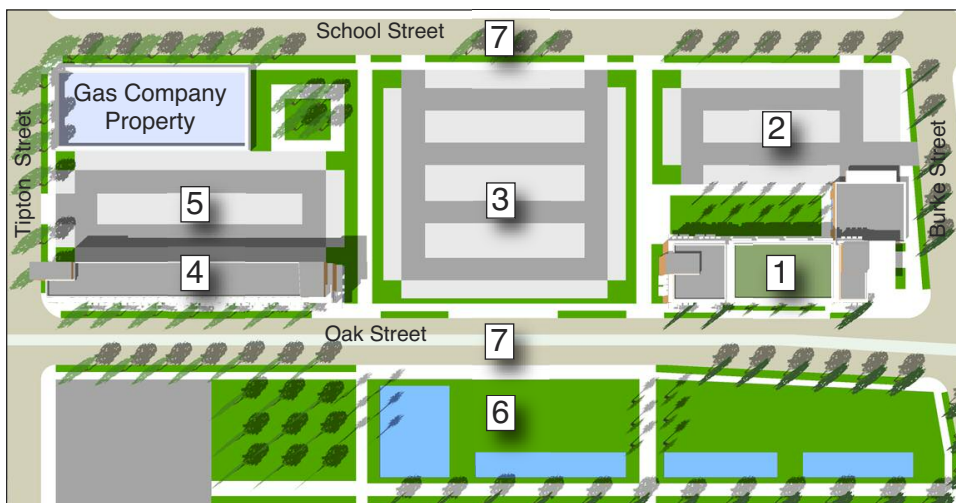 School Street
7
Gas Company
Property
2
Tipton Street
5
3
Burke Street
4
1
Oak Street
7
6